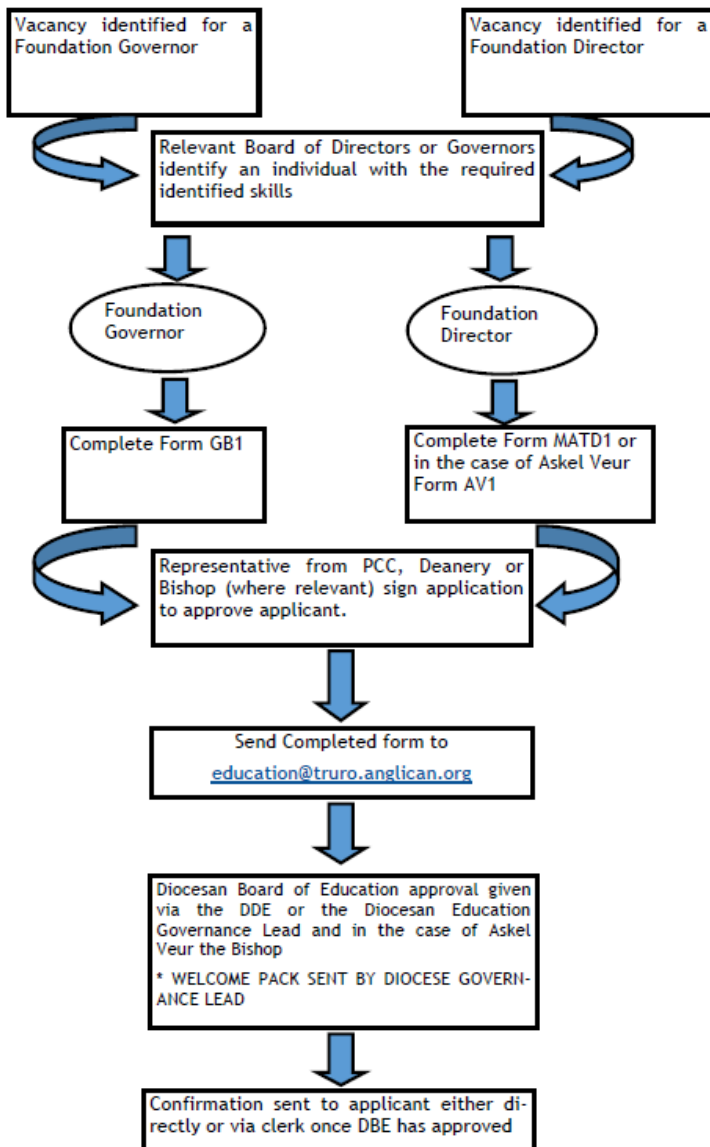 Vacancy identified for a
Foundation Governor
Vacancy identified for a
Foundation Director
Relevant Board of Directors or Governors
identify an individual with the required
identified skills
Foundation
Governor
Foundation
Director
Complete Form GB1
Complete Form MATD1 or
in the case of Askel Veur
Form AV1
Representative from PCC, Deanery or
Bishop (where relevant) sign application
to approve applicant.
Send Completed form to
education@truro.anglican.org
Diocesan Board of Education approval given
via the DDE or the Diocesan Education
Governance Lead and in the case of Askel
Veur the Bishop
* WELCOME PACK SENT BY DIOCESE GOVERN-
ANCE LEAD
Confirmation sent to applicant either di-
rectly or via clerk once DBE has approved